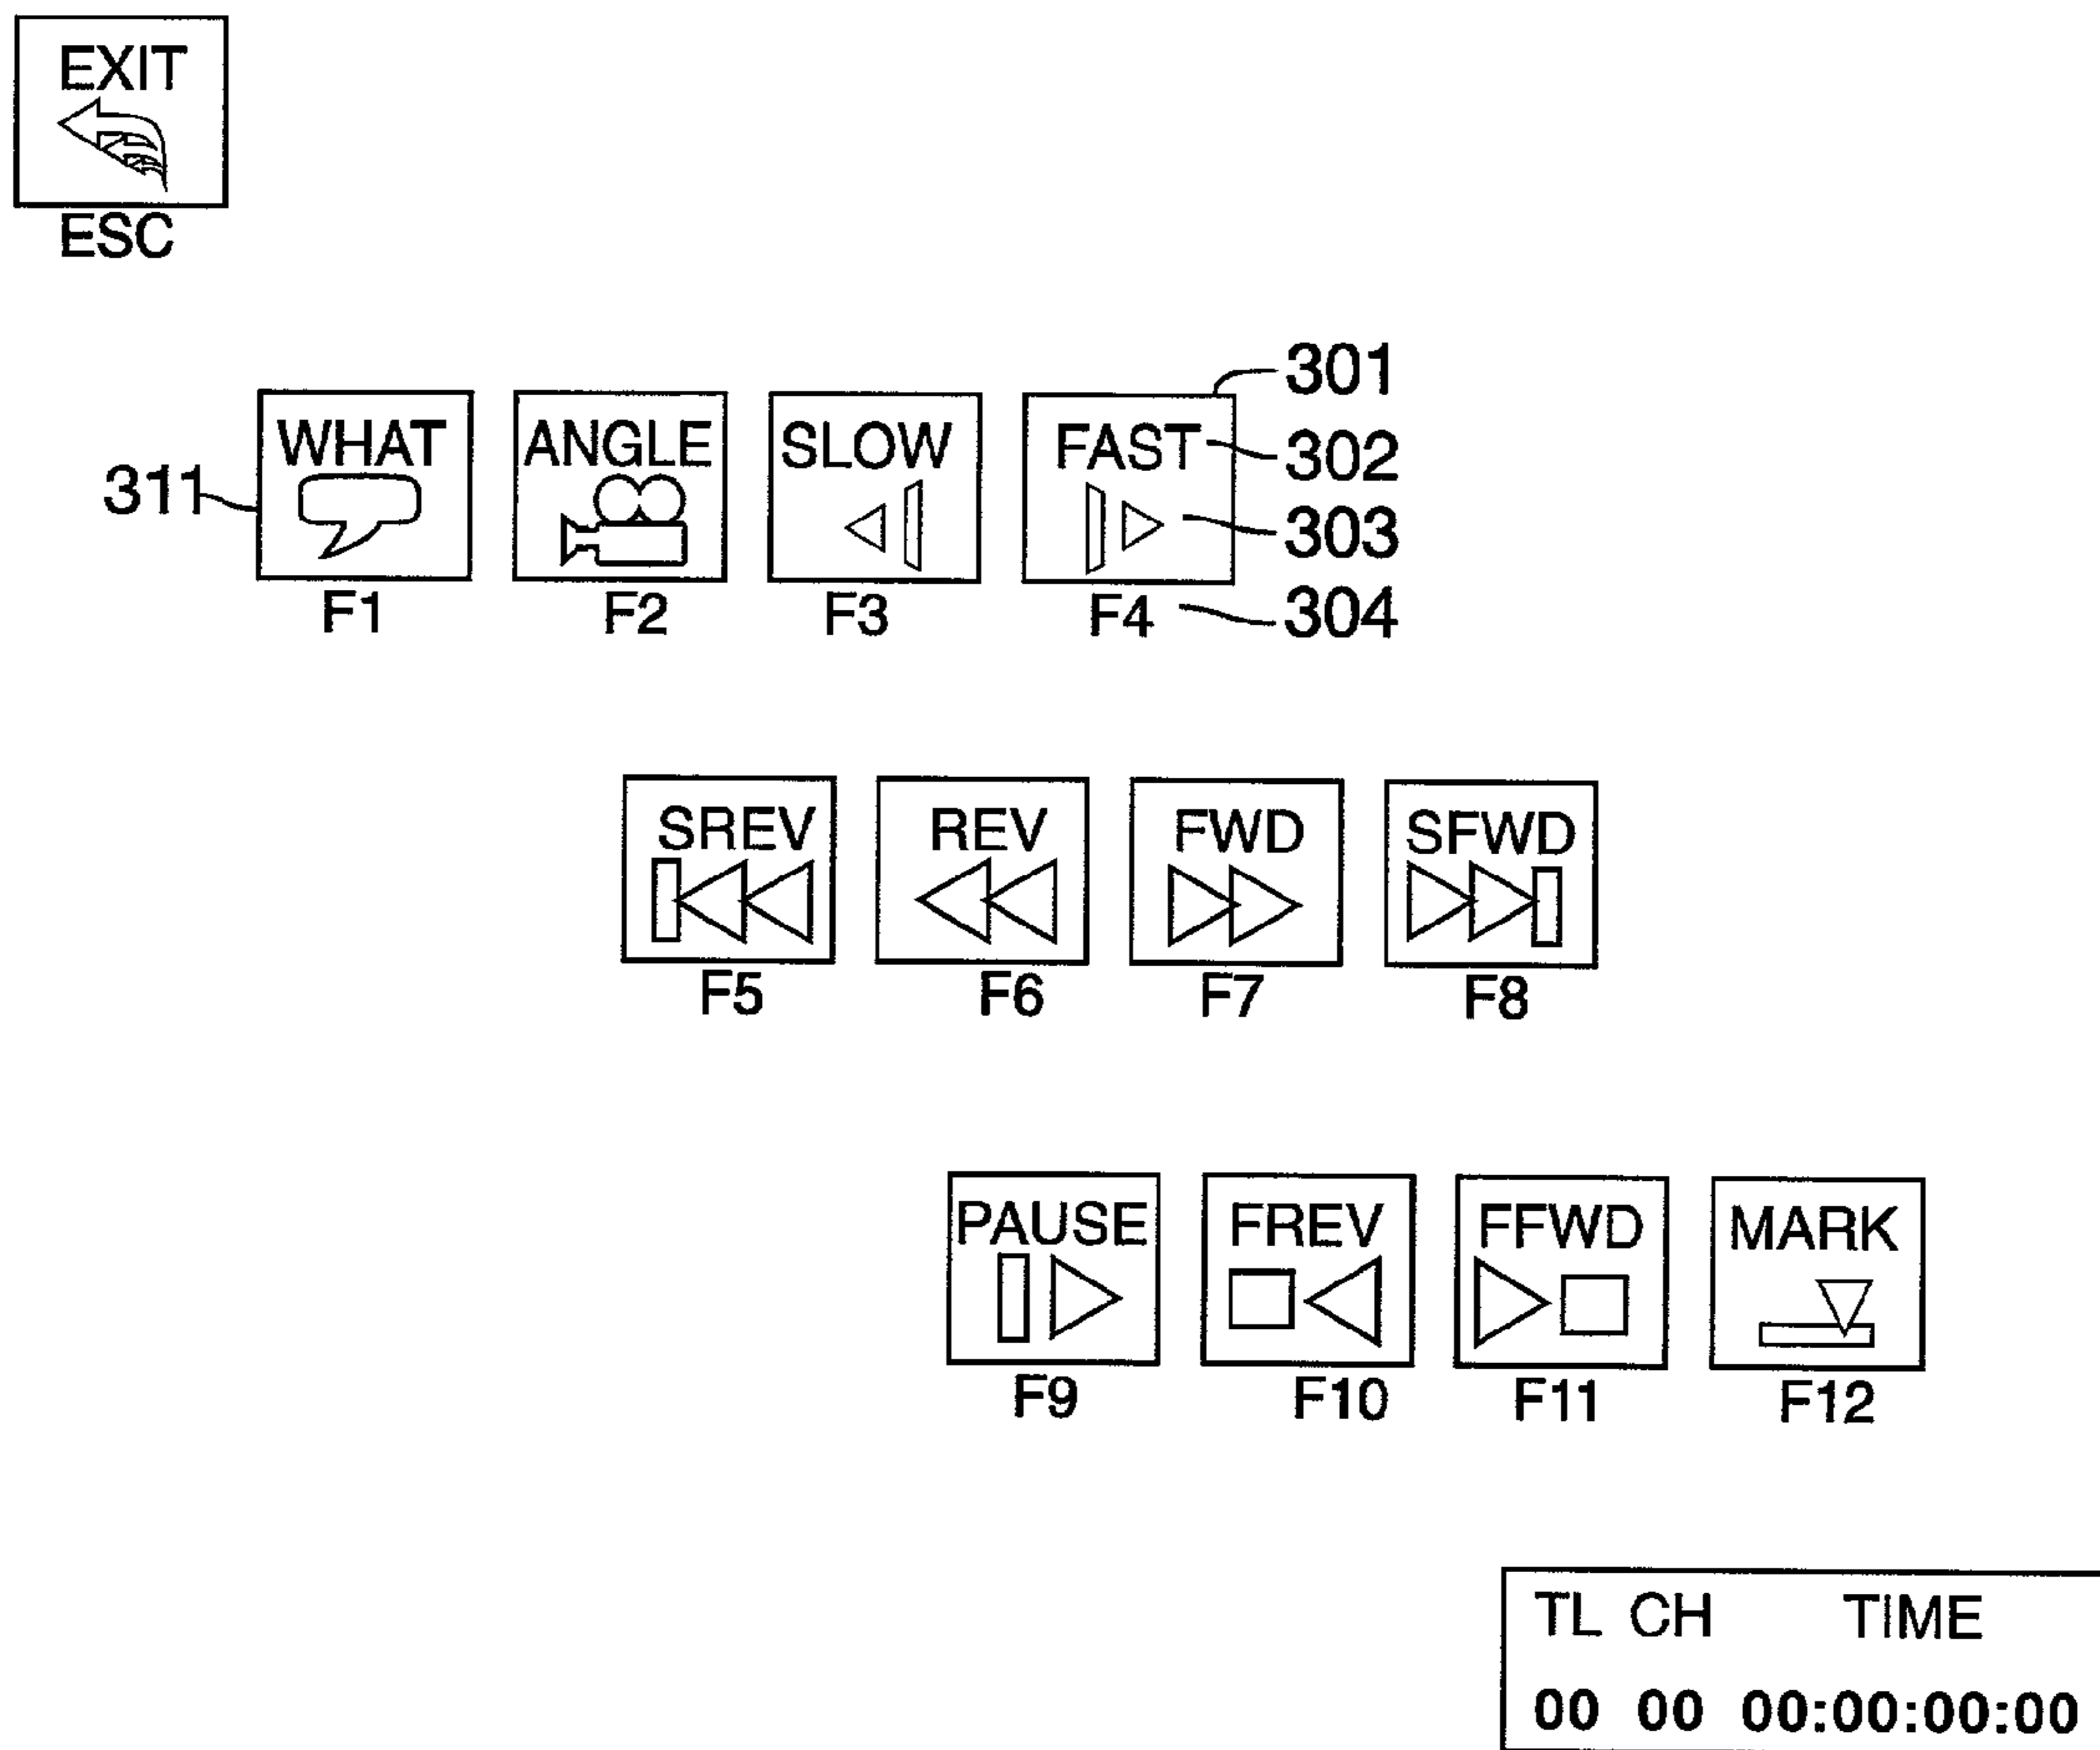 EXIT
ESC
301
WHAT ANGLE SLOW FAST 302
311
303
F1 F2 F3 F4 304
SREV REV FWD SFWD
F5 F6 F7 F8
PAUSE FREV FFWD MARK
F9 F10 F11 F12
TL CH TIME
00 00 00:00:00:00